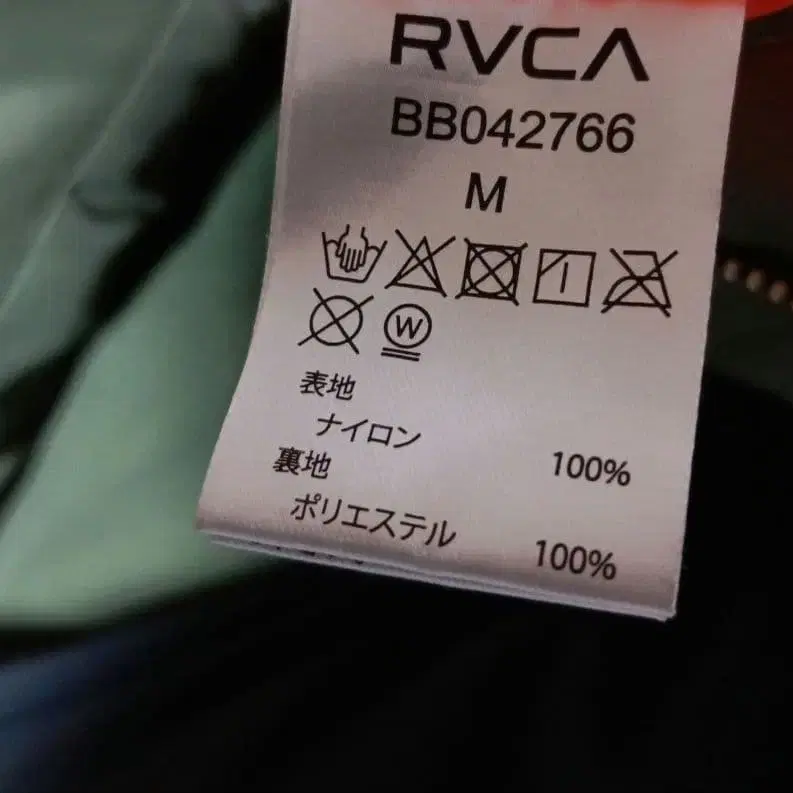 RVCA
BB042766
M
W
表地
ナイロン 100%
裏地
ポリエステル 100%